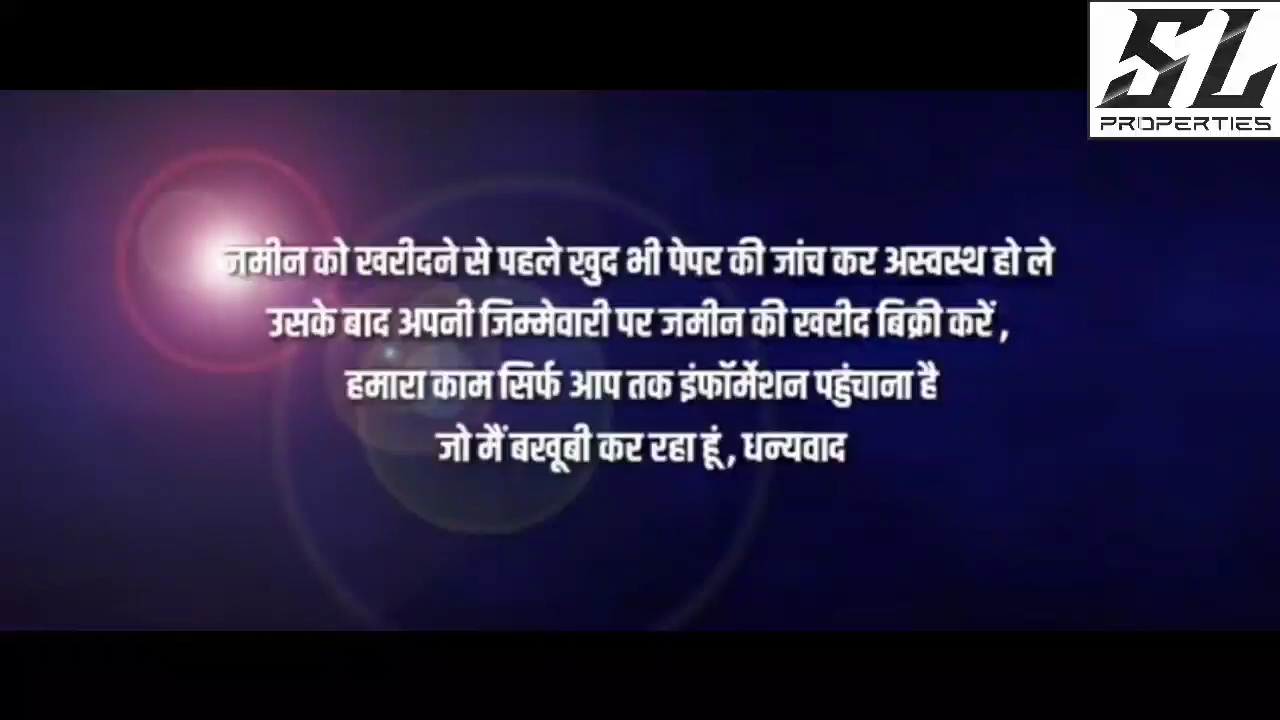 SL
PROPERTIES
जमीन को खरीदने से पहले खुद भी पेपर की जांच कर अस्वस्थ हो ले
उसके बाद अपनी जिम्मेवारी पर जमीन की खरीद बिक्री करें ,
हमारा काम सिर्फ आप तक इंफॉर्मेशन पहुंचाना है
जो मैं बखूबी कर रहा हूं , धन्यवाद